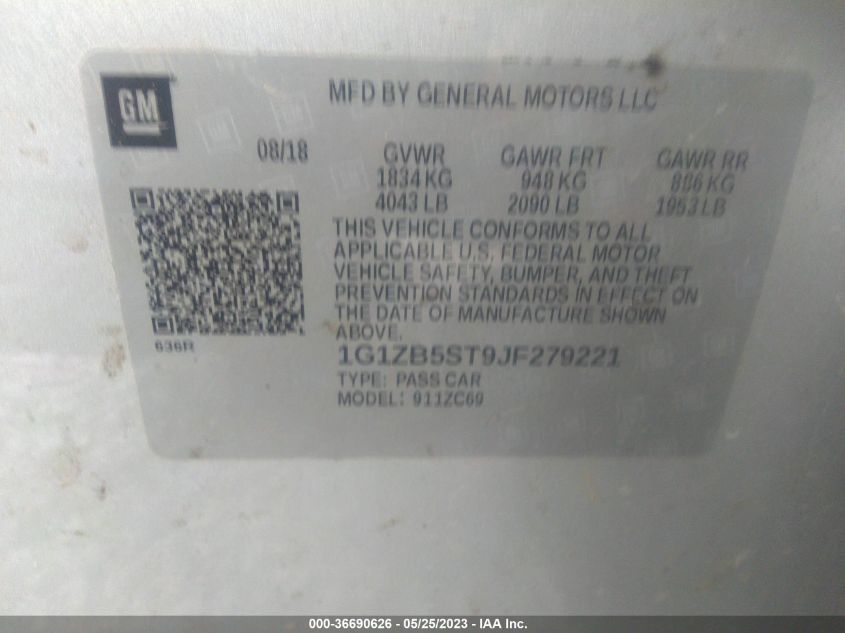 GM
MFD BY GENERAL MOTORS LLC
08/18 GVWR GAWR FRT GAWR RR
1834 KG 948 KG 886 KG
4043 LB 2090 LB 1953 LB
THIS VEHICLE CONFORMS TO ALL
APPLICABLE U.S. FEDERAL MOTOR
VEHICLE SAFETY, BUMPER, AND THEFT
PREVENTION STANDARDS IN EFFECT ON
THE DATE OF MANUFACTURE SHOWN
ABOVE.
636R
1G1ZB5ST9JF279221
TYPE: PASS CAR
MODEL: 911ZC69
000-36690626 - 05/25/2023 - IAA Inc.